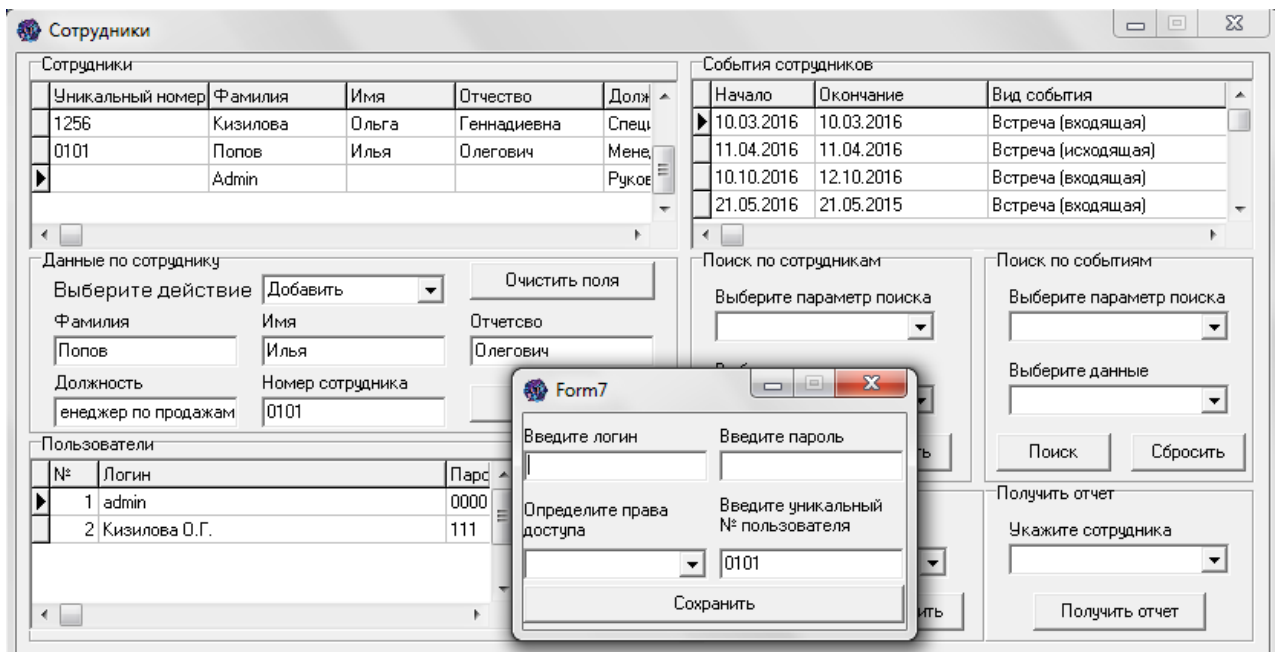 Сотрудники
Сотрудники
Уникальный номер Фамилия Имя Отчество Долж
1256 Кизилова Ольга Геннадиевна Специ
0101 Попов Илья Олегович Мене
Admin Руков
События сотрудников
Начало Окончание Вид события
10.03.2016 10.03.2016 Встреча (входящая)
11.04.2016 11.04.2016 Встреча (исходящая)
10.10.2016 12.10.2016 Встреча (входящая)
21.05.2016 21.05.2015 Встреча (входящая)
Данные по сотруднику
Выберите действие Добавить Очистить поля
Фамилия Имя Отчетсво
Попов Илья Олегович
Должность Номер сотрудника
енеджер по продажам 0101
Поиск по сотрудникам
Выберите параметр поиска
Поиск по событиям
Выберите параметр поиска
Выберите данные
Поиск Сбросить
Пользователи
№ Логин Паро
1 admin 0000
2 Кизилова О.Г. 111
Form7
Введите логин Введите пароль
Определите права доступа
Введите уникальный № пользователя
0101
Сохранить
Получить отчет
Укажите сотрудника
Получить отчет